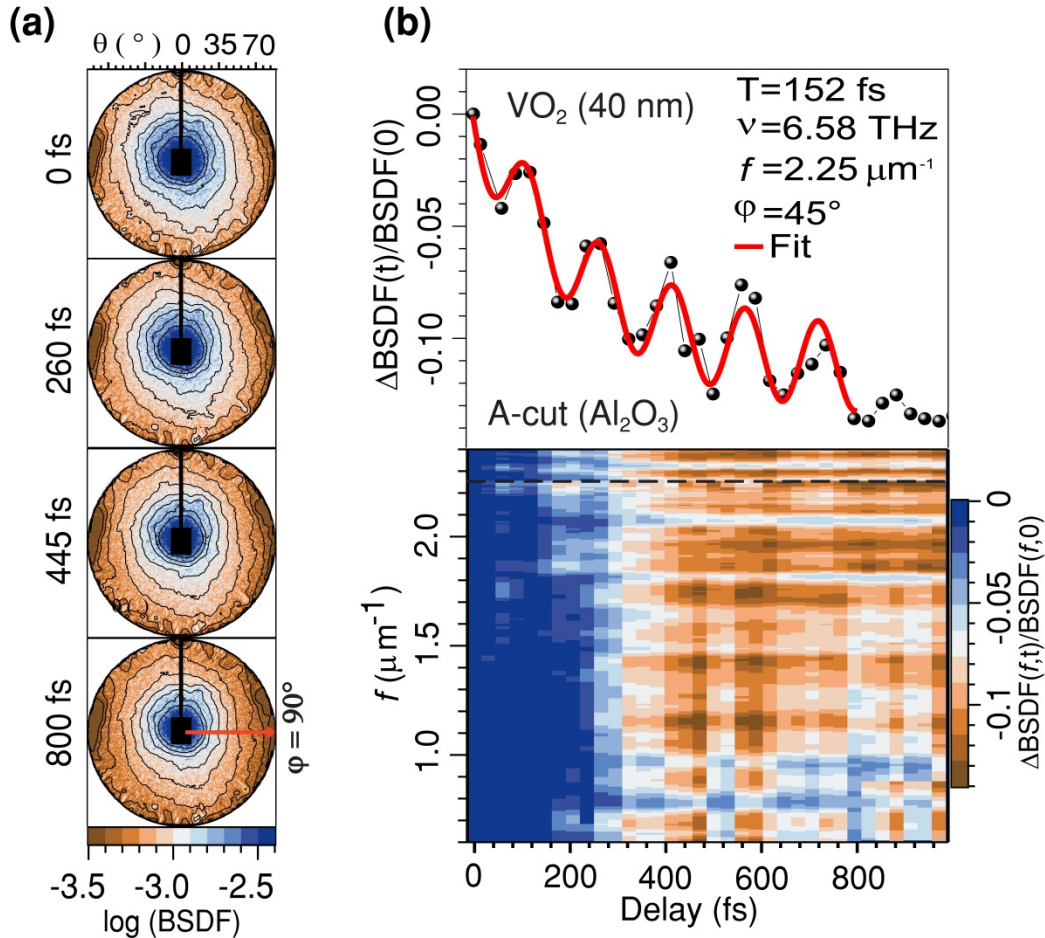 (a)
θ ( ° ) 0 35 70
0 fs
260 fs
445 fs
800 fs
φ = 90°
-3.5 -3.0 -2.5
log (BSDF)
(b)
VO₂ (40 nm)
T=152 fs
ν=6.58 THz
f=2.25 μm⁻¹
φ =45°
Fit
A-cut (Al₂O₃)
0.00
-0.05
-0.10
ΔBSDF(t)/BSDF(0)
2.0
1.5
1.0
f (μm⁻¹)
0 200 400 600 800
Delay (fs)
0
-0.05
-0.1
ΔBSDF(f,t)/BSDF(f,0)